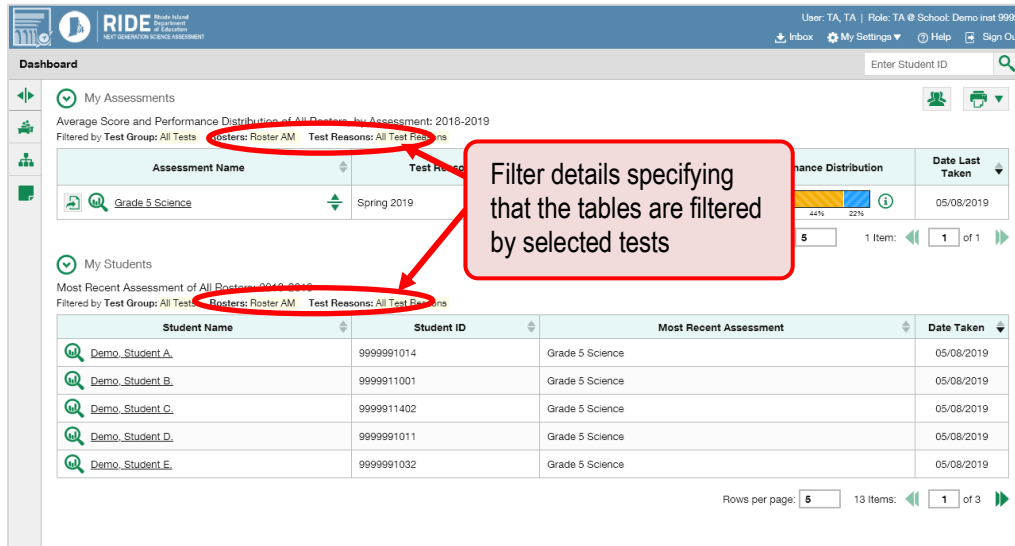 RIDE Rhode Island Department of Education
NEXT GENERATION SCIENCE ASSESSMENT
User: TA, TA | Role: TA @ School: Demo inst 999
Inbox My Settings ▼ Help Sign Ou
Dashboard Enter Student ID
My Assessments
Average Score and Performance Distribution of All Rosters, by Assessment: 2018-2019
Filtered by Test Group: All Tests Rosters: Roster AM Test Reasons: All Test Reasons
Assessment Name Test Reaso nance Distribution Date Last Taken
Grade 5 Science Spring 2019 44% 22% 05/08/2019
5 1 Item: 1 of 1
Filter details specifying
that the tables are filtered
by selected tests
My Students
Most Recent Assessment of All Rosters: 2018-2019
Filtered by Test Group: All Tests Rosters: Roster AM Test Reasons: All Test Reasons
Student Name Student ID Most Recent Assessment Date Taken
Demo, Student A. 9999991014 Grade 5 Science 05/08/2019
Demo, Student B. 9999911001 Grade 5 Science 05/08/2019
Demo, Student C. 9999911402 Grade 5 Science 05/08/2019
Demo, Student D. 9999991011 Grade 5 Science 05/08/2019
Demo, Student E. 9999991032 Grade 5 Science 05/08/2019
Rows per page: 5 13 Items: 1 of 3